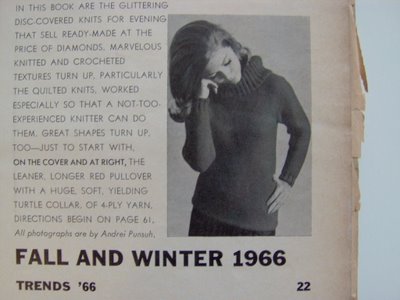 IN THIS BOOK ARE THE GLITTERING
DISC-COVERED KNITS FOR EVENING
THAT SELL READY-MADE AT THE
PRICE OF DIAMONDS. MARVELOUS
KNITTED AND CROCHETED
TEXTURES TURN UP, PARTICULARLY
THE QUILTED KNITS, WORKED
ESPECIALLY SO THAT A NOT-TOO-
EXPERIENCED KNITTER CAN DO
THEM. GREAT SHAPES TURN UP,
TOO—JUST TO START WITH,
ON THE COVER AND AT RIGHT, THE
LEANER, LONGER RED PULLOVER
WITH A HUGE, SOFT, YIELDING
TURTLE COLLAR, OF 4-PLY YARN,
DIRECTIONS BEGIN ON PAGE 61.
All photographs are by Andrei Punsuh.
FALL AND WINTER 1966
TRENDS '66 22